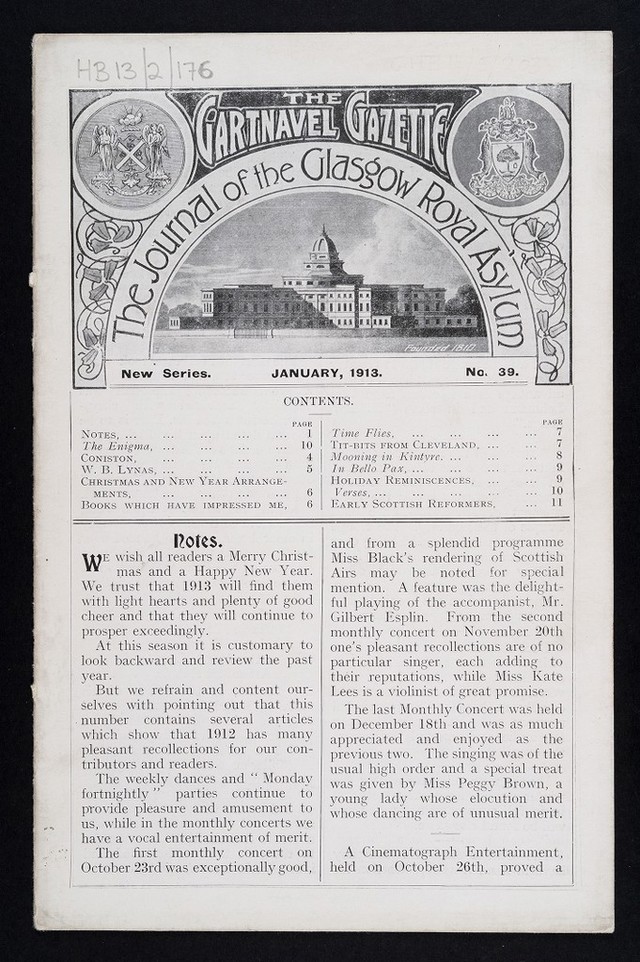 HB13/2/176
THE
GARTNAVEL GAZETTE
The Journal of the Glasgow Royal Asylum
Founded 1810
New Series. JANUARY, 1913. No. 39.
CONTENTS.
PAGE
NOTES, ... ... ... ... ... 1
The Enigma, ... ... ... ... 10
CONISTON, ... ... ... ... 4
W. B. LYNAS, ... ... ... ... 5
CHRISTMAS AND NEW YEAR ARRANGE-
MENTS, ... ... ... ... 6
BOOKS WHICH HAVE IMPRESSED ME, 6
PAGE
Time Flies, ... ... ... ... 7
TIT-BITS FROM CLEVELAND, ... ... 7
Mooning in Kintyre. ... ... ... 8
In Bello Pax, ... ... ... ... 9
HOLIDAY REMINISCENCES, ... ... 9
Verses, ... ... ... ... ... 10
EARLY SCOTTISH REFORMERS, ... 11
Notes.
WE wish all readers a Merry Christ-
mas and a Happy New Year.
We trust that 1913 will find them
with light hearts and plenty of good
cheer and that they will continue to
prosper exceedingly.
At this season it is customary to
look backward and review the past
year.
But we refrain and content our-
selves with pointing out that this
number contains several articles
which show that 1912 has many
pleasant recollections for our con-
tributors and readers.
The weekly dances and "Monday
fortnightly" parties continue to
provide pleasure and amusement to
us, while in the monthly concerts we
have a vocal entertainment of merit.
The first monthly concert on
October 23rd was exceptionally good,
and from a splendid programme
Miss Black's rendering of Scottish
Airs may be noted for special
mention. A feature was the delight-
ful playing of the accompanist, Mr.
Gilbert Esplin. From the second
monthly concert on November 20th
one's pleasant recollections are of no
particular singer, each adding to
their reputations, while Miss Kate
Lees is a violinist of great promise.
The last Monthly Concert was held
on December 18th and was as much
appreciated and enjoyed as the
previous two. The singing was of the
usual high order and a special treat
was given by Miss Peggy Brown, a
young lady whose elocution and
whose dancing are of unusual merit.
A Cinematograph Entertainment,
held on October 26th, proved a